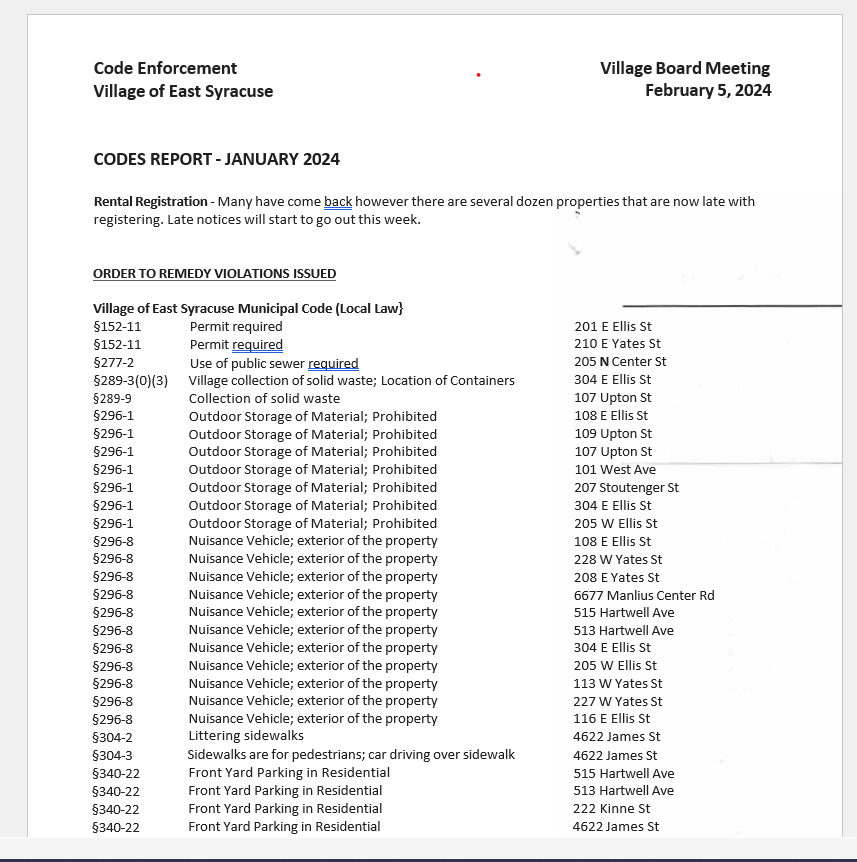 Code Enforcement Village Board Meeting
Village of East Syracuse February 5, 2024
CODES REPORT - JANUARY 2024
Rental Registration - Many have come back however there are several dozen properties that are now late with
registering. Late notices will start to go out this week.
ORDER TO REMEDY VIOLATIONS ISSUED
Village of East Syracuse Municipal Code (Local Law}
§152-11 Permit required 201 E Ellis St
§152-11 Permit required 210 E Yates St
§277-2 Use of public sewer required 205 N Center St
§289-3(0)(3) Village collection of solid waste; Location of Containers 304 E Ellis St
§289-9 Collection of solid waste 107 Upton St
§296-1 Outdoor Storage of Material; Prohibited 108 E Ellis St
§296-1 Outdoor Storage of Material; Prohibited 109 Upton St
§296-1 Outdoor Storage of Material; Prohibited 107 Upton St
§296-1 Outdoor Storage of Material; Prohibited 101 West Ave
§296-1 Outdoor Storage of Material; Prohibited 207 Stoutenger St
§296-1 Outdoor Storage of Material; Prohibited 304 E Ellis St
§296-1 Outdoor Storage of Material; Prohibited 205 W Ellis St
§296-8 Nuisance Vehicle; exterior of the property 108 E Ellis St
§296-8 Nuisance Vehicle; exterior of the property 228 W Yates St
§296-8 Nuisance Vehicle; exterior of the property 208 E Yates St
§296-8 Nuisance Vehicle; exterior of the property 6677 Manlius Center Rd
§296-8 Nuisance Vehicle; exterior of the property 515 Hartwell Ave
§296-8 Nuisance Vehicle; exterior of the property 513 Hartwell Ave
§296-8 Nuisance Vehicle; exterior of the property 304 E Ellis St
§296-8 Nuisance Vehicle; exterior of the property 205 W Ellis St
§296-8 Nuisance Vehicle; exterior of the property 113 W Yates St
§296-8 Nuisance Vehicle; exterior of the property 227 W Yates St
§296-8 Nuisance Vehicle; exterior of the property 116 E Ellis St
§304-2 Littering sidewalks 4622 James St
§304-3 Sidewalks are for pedestrians; car driving over sidewalk 4622 James St
§340-22 Front Yard Parking in Residential 515 Hartwell Ave
§340-22 Front Yard Parking in Residential 513 Hartwell Ave
§340-22 Front Yard Parking in Residential 222 Kinne St
§340-22 Front Yard Parking in Residential 4622 James St